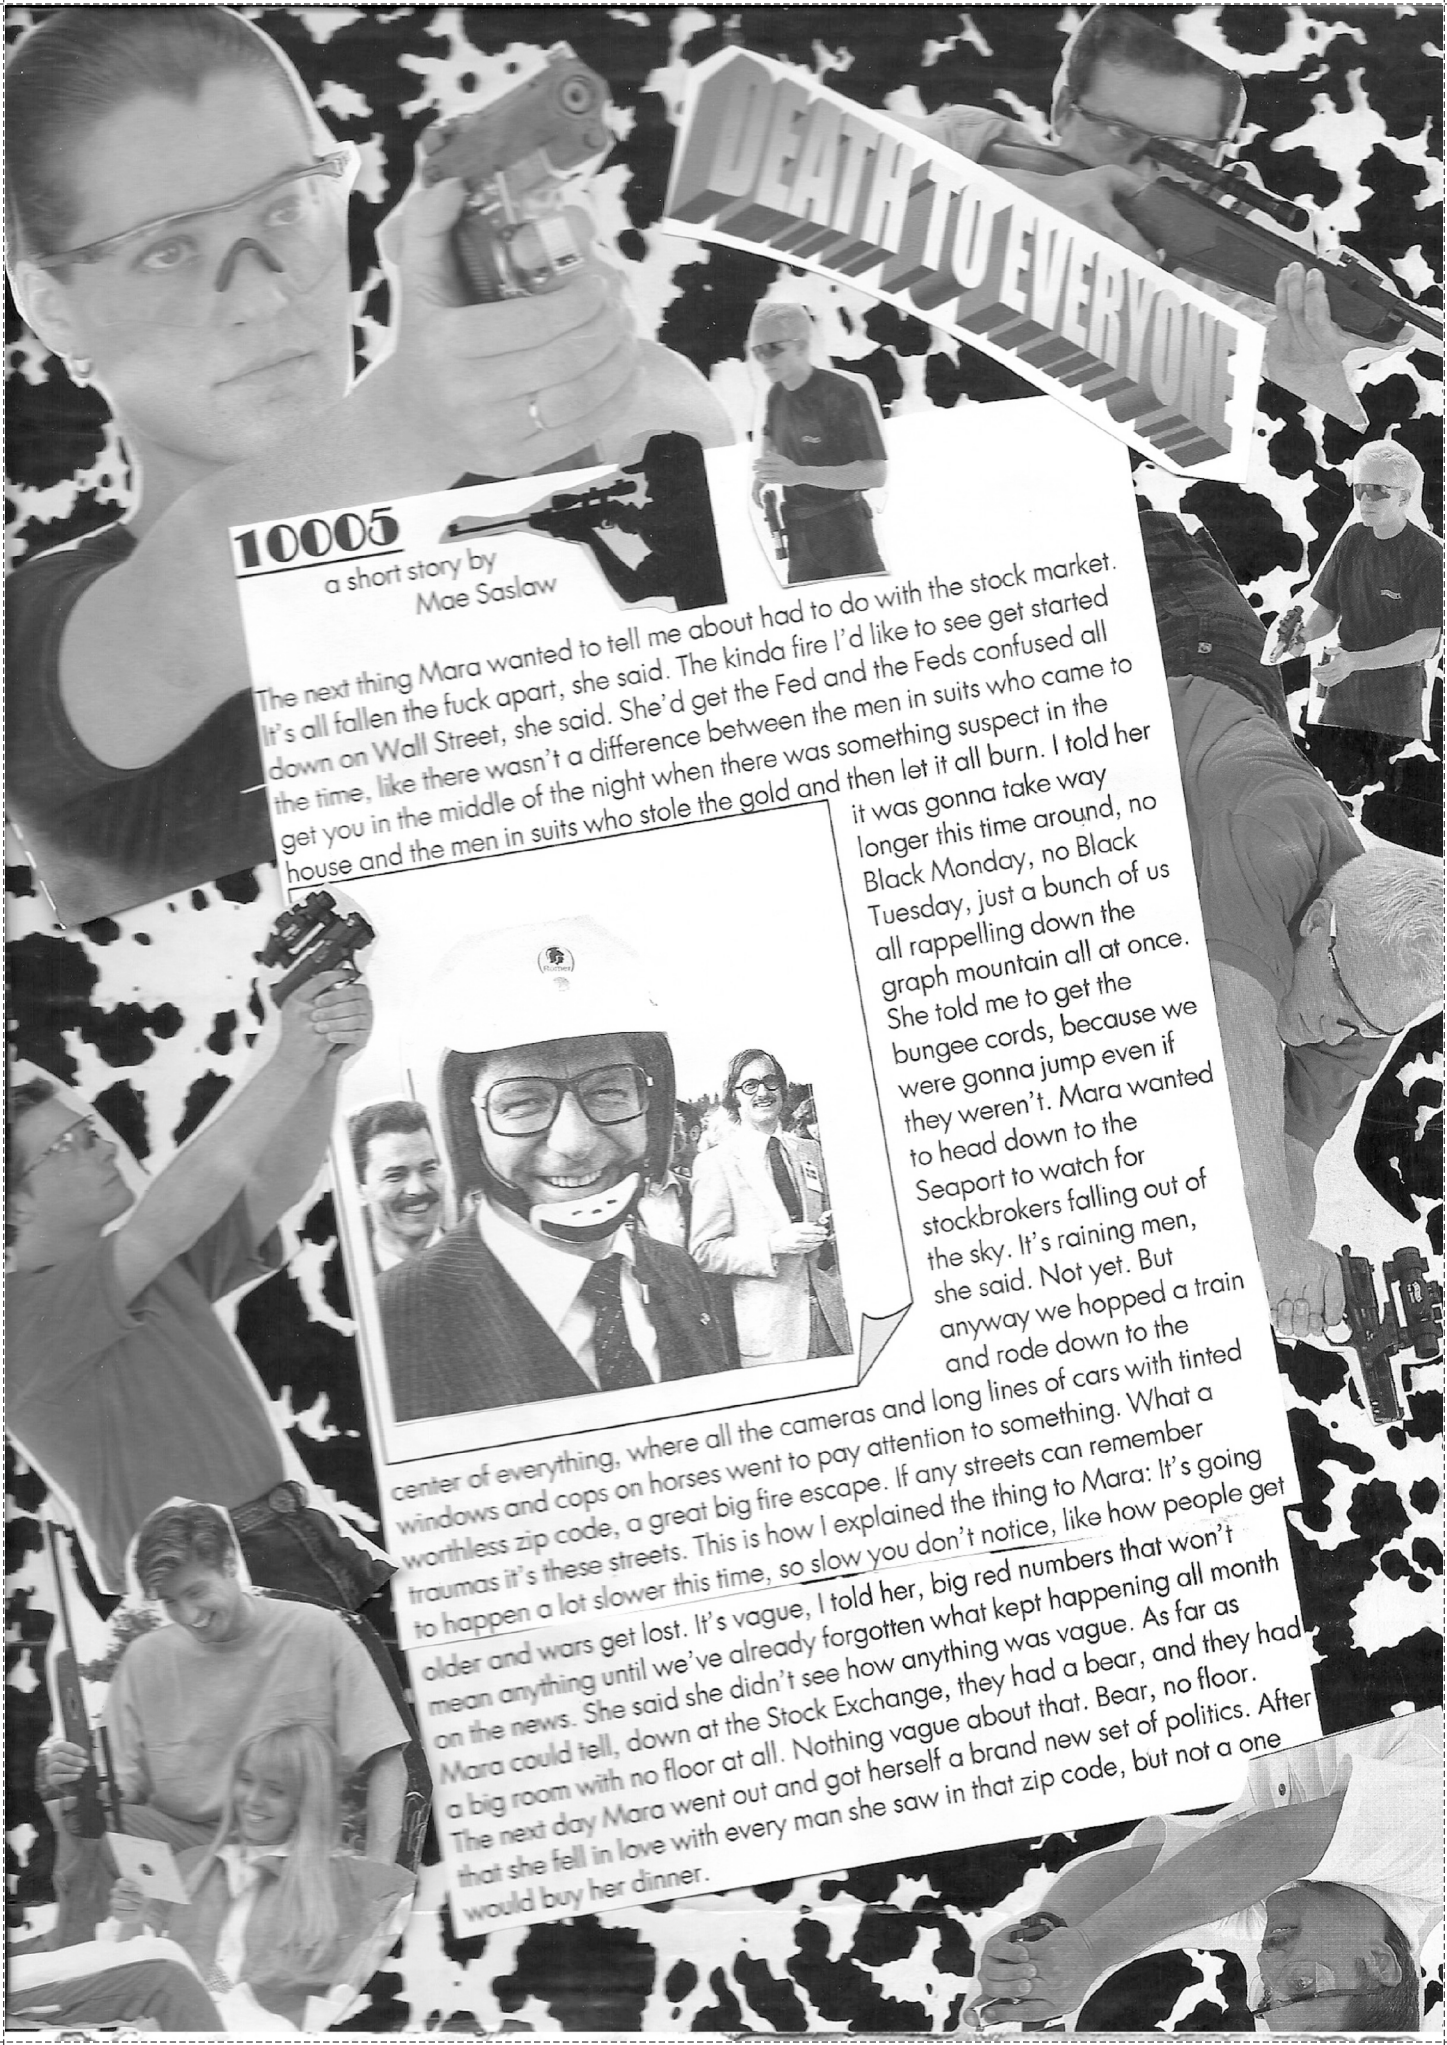 DEATH TO EVERYONE
10005
a short story by
Mae Saslaw
The next thing Mara wanted to tell me about had to do with the stock market.
It's all fallen the fuck apart, she said. The kinda fire I'd like to see get started
down on Wall Street, she said. She'd get the Fed and the Feds confused all
the time, like there wasn't a difference between the men in suits who came to
get you in the middle of the night when there was something suspect in the
house and the men in suits who stole the gold and then let it all burn. I told her
it was gonna take way
longer this time around, no
Black Monday, no Black
Tuesday, just a bunch of us
all rappelling down the
graph mountain all at once.
She told me to get the
bungee cords, because we
were gonna jump even if
they weren't. Mara wanted
to head down to the
Seaport to watch for
stockbrokers falling out of
the sky. It's raining men,
she said. Not yet. But
anyway we hopped a train
and rode down to the
center of everything, where all the cameras and long lines of cars with tinted
windows and cops on horses went to pay attention to something. What a
worthless zip code, a great big fire escape. If any streets can remember
traumas it's these streets. This is how I explained the thing to Mara: It's going
to happen a lot slower this time, so slow you don't notice, like how people get
older and wars get lost. It's vague, I told her, big red numbers that won't
mean anything until we've already forgotten what kept happening all month
on the news. She said she didn't see how anything was vague. As far as
Mara could tell, down at the Stock Exchange, they had a bear, and they had
a big room with no floor at all. Nothing vague about that. Bear, no floor.
The next day Mara went out and got herself a brand new set of politics. After
that she fell in love with every man she saw in that zip code, but not a one
would buy her dinner.
Römer